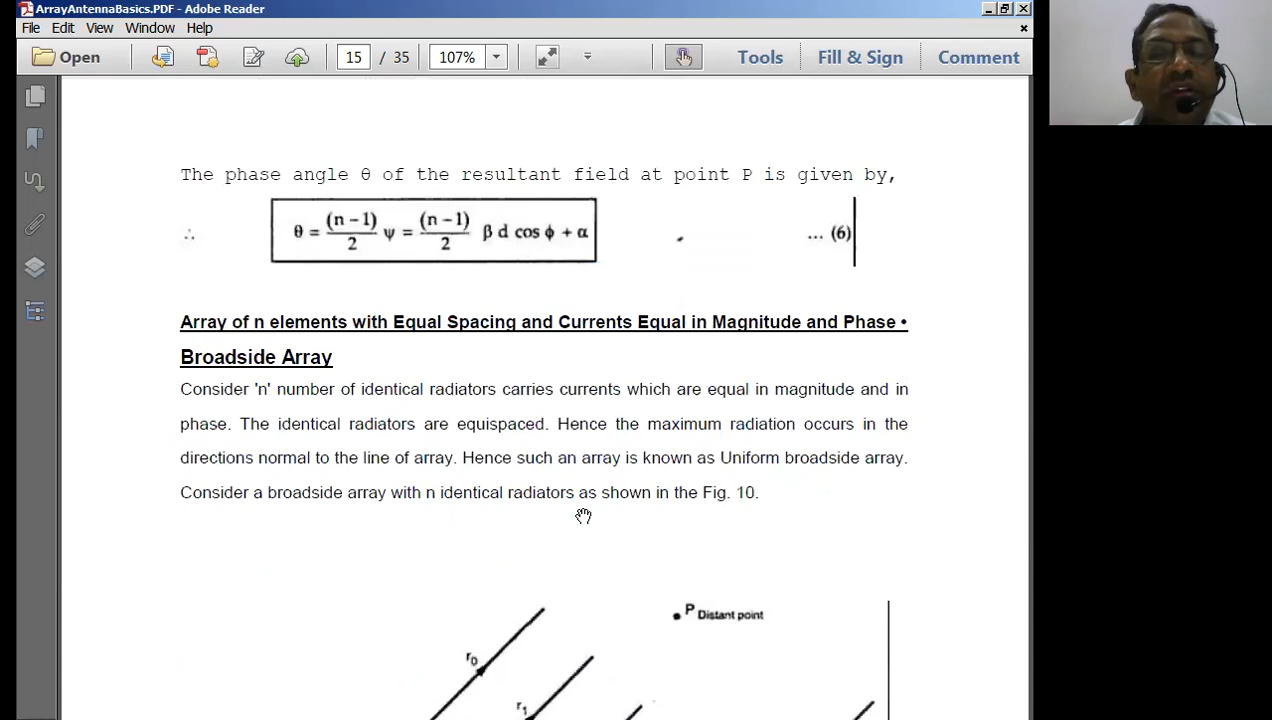 ArrayAntennaBasics.PDF - Adobe Reader
File Edit View Window Help
Open 15 / 35 107% Tools Fill & Sign Comment
The phase angle θ of the resultant field at point P is given by,
∴ θ = (n – 1)/2 ψ = (n – 1)/2 β d cos ϕ + α ... (6)
Array of n elements with Equal Spacing and Currents Equal in Magnitude and Phase •
Broadside Array
Consider 'n' number of identical radiators carries currents which are equal in magnitude and in
phase. The identical radiators are equispaced. Hence the maximum radiation occurs in the
directions normal to the line of array. Hence such an array is known as Uniform broadside array.
Consider a broadside array with n identical radiators as shown in the Fig. 10.
P Distant point
r0
r1